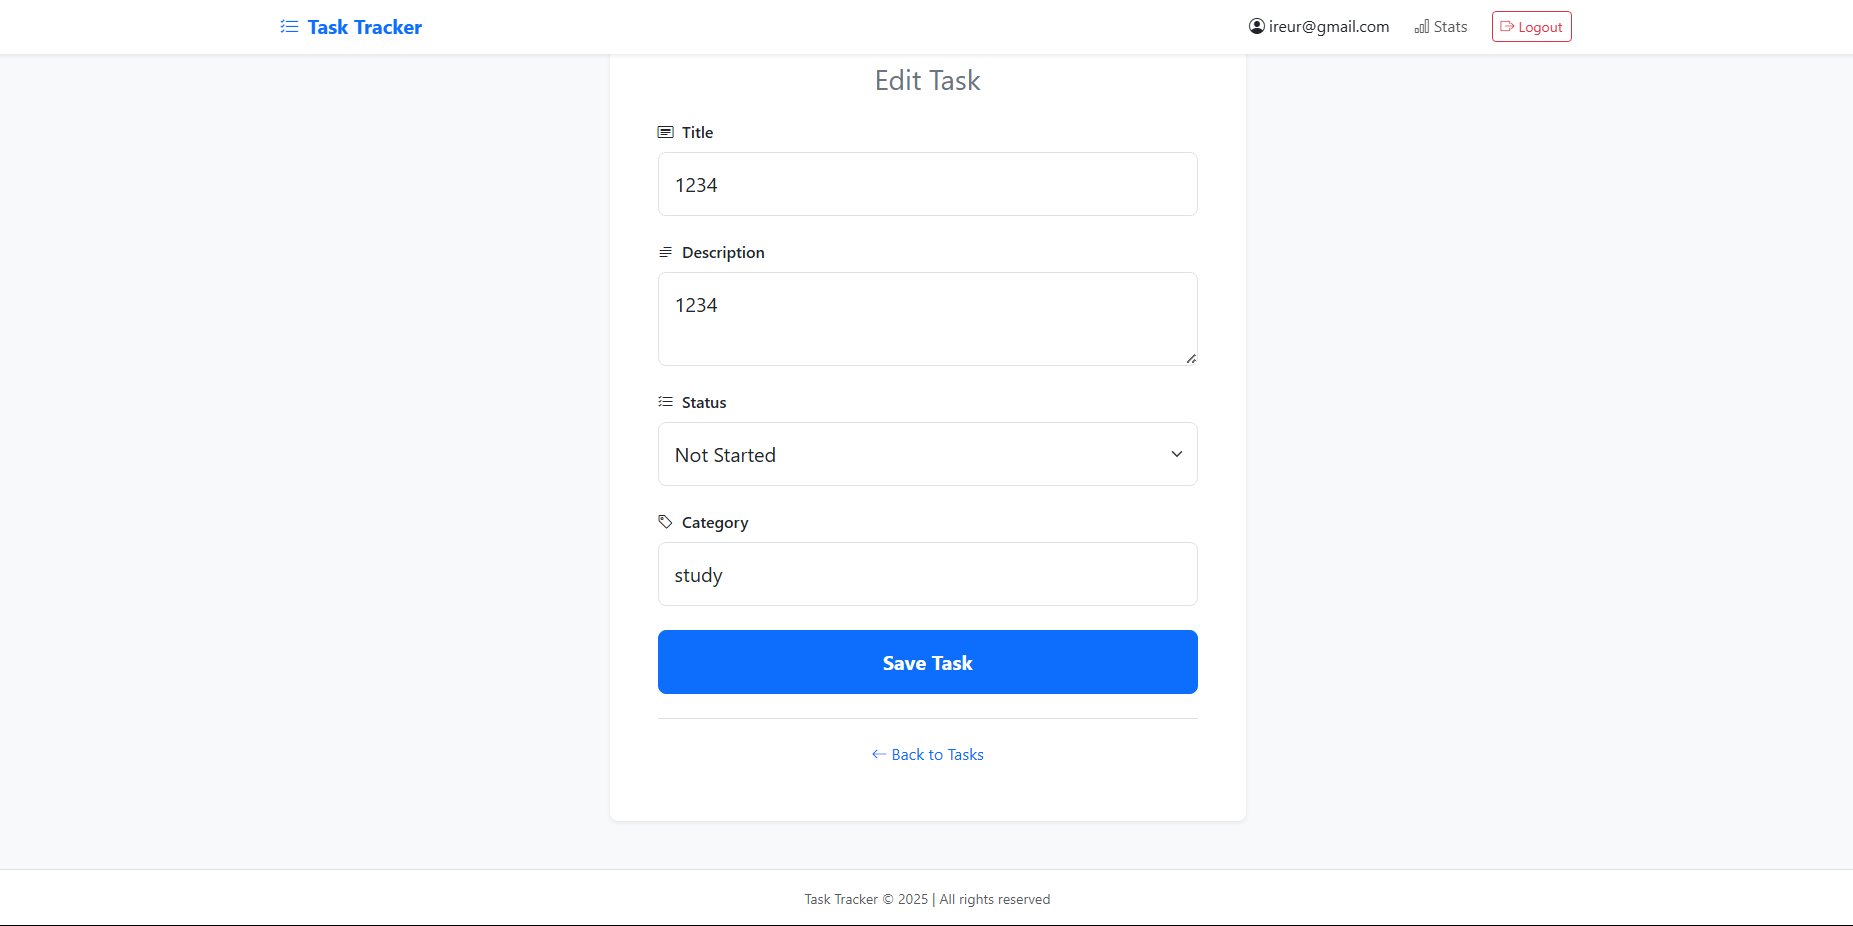 Task Tracker
ireur@gmail.com
Stats
Logout
Edit Task
Title
1234
Description
1234
Status
Not Started
Category
study
Save Task
← Back to Tasks
Task Tracker © 2025 | All rights reserved